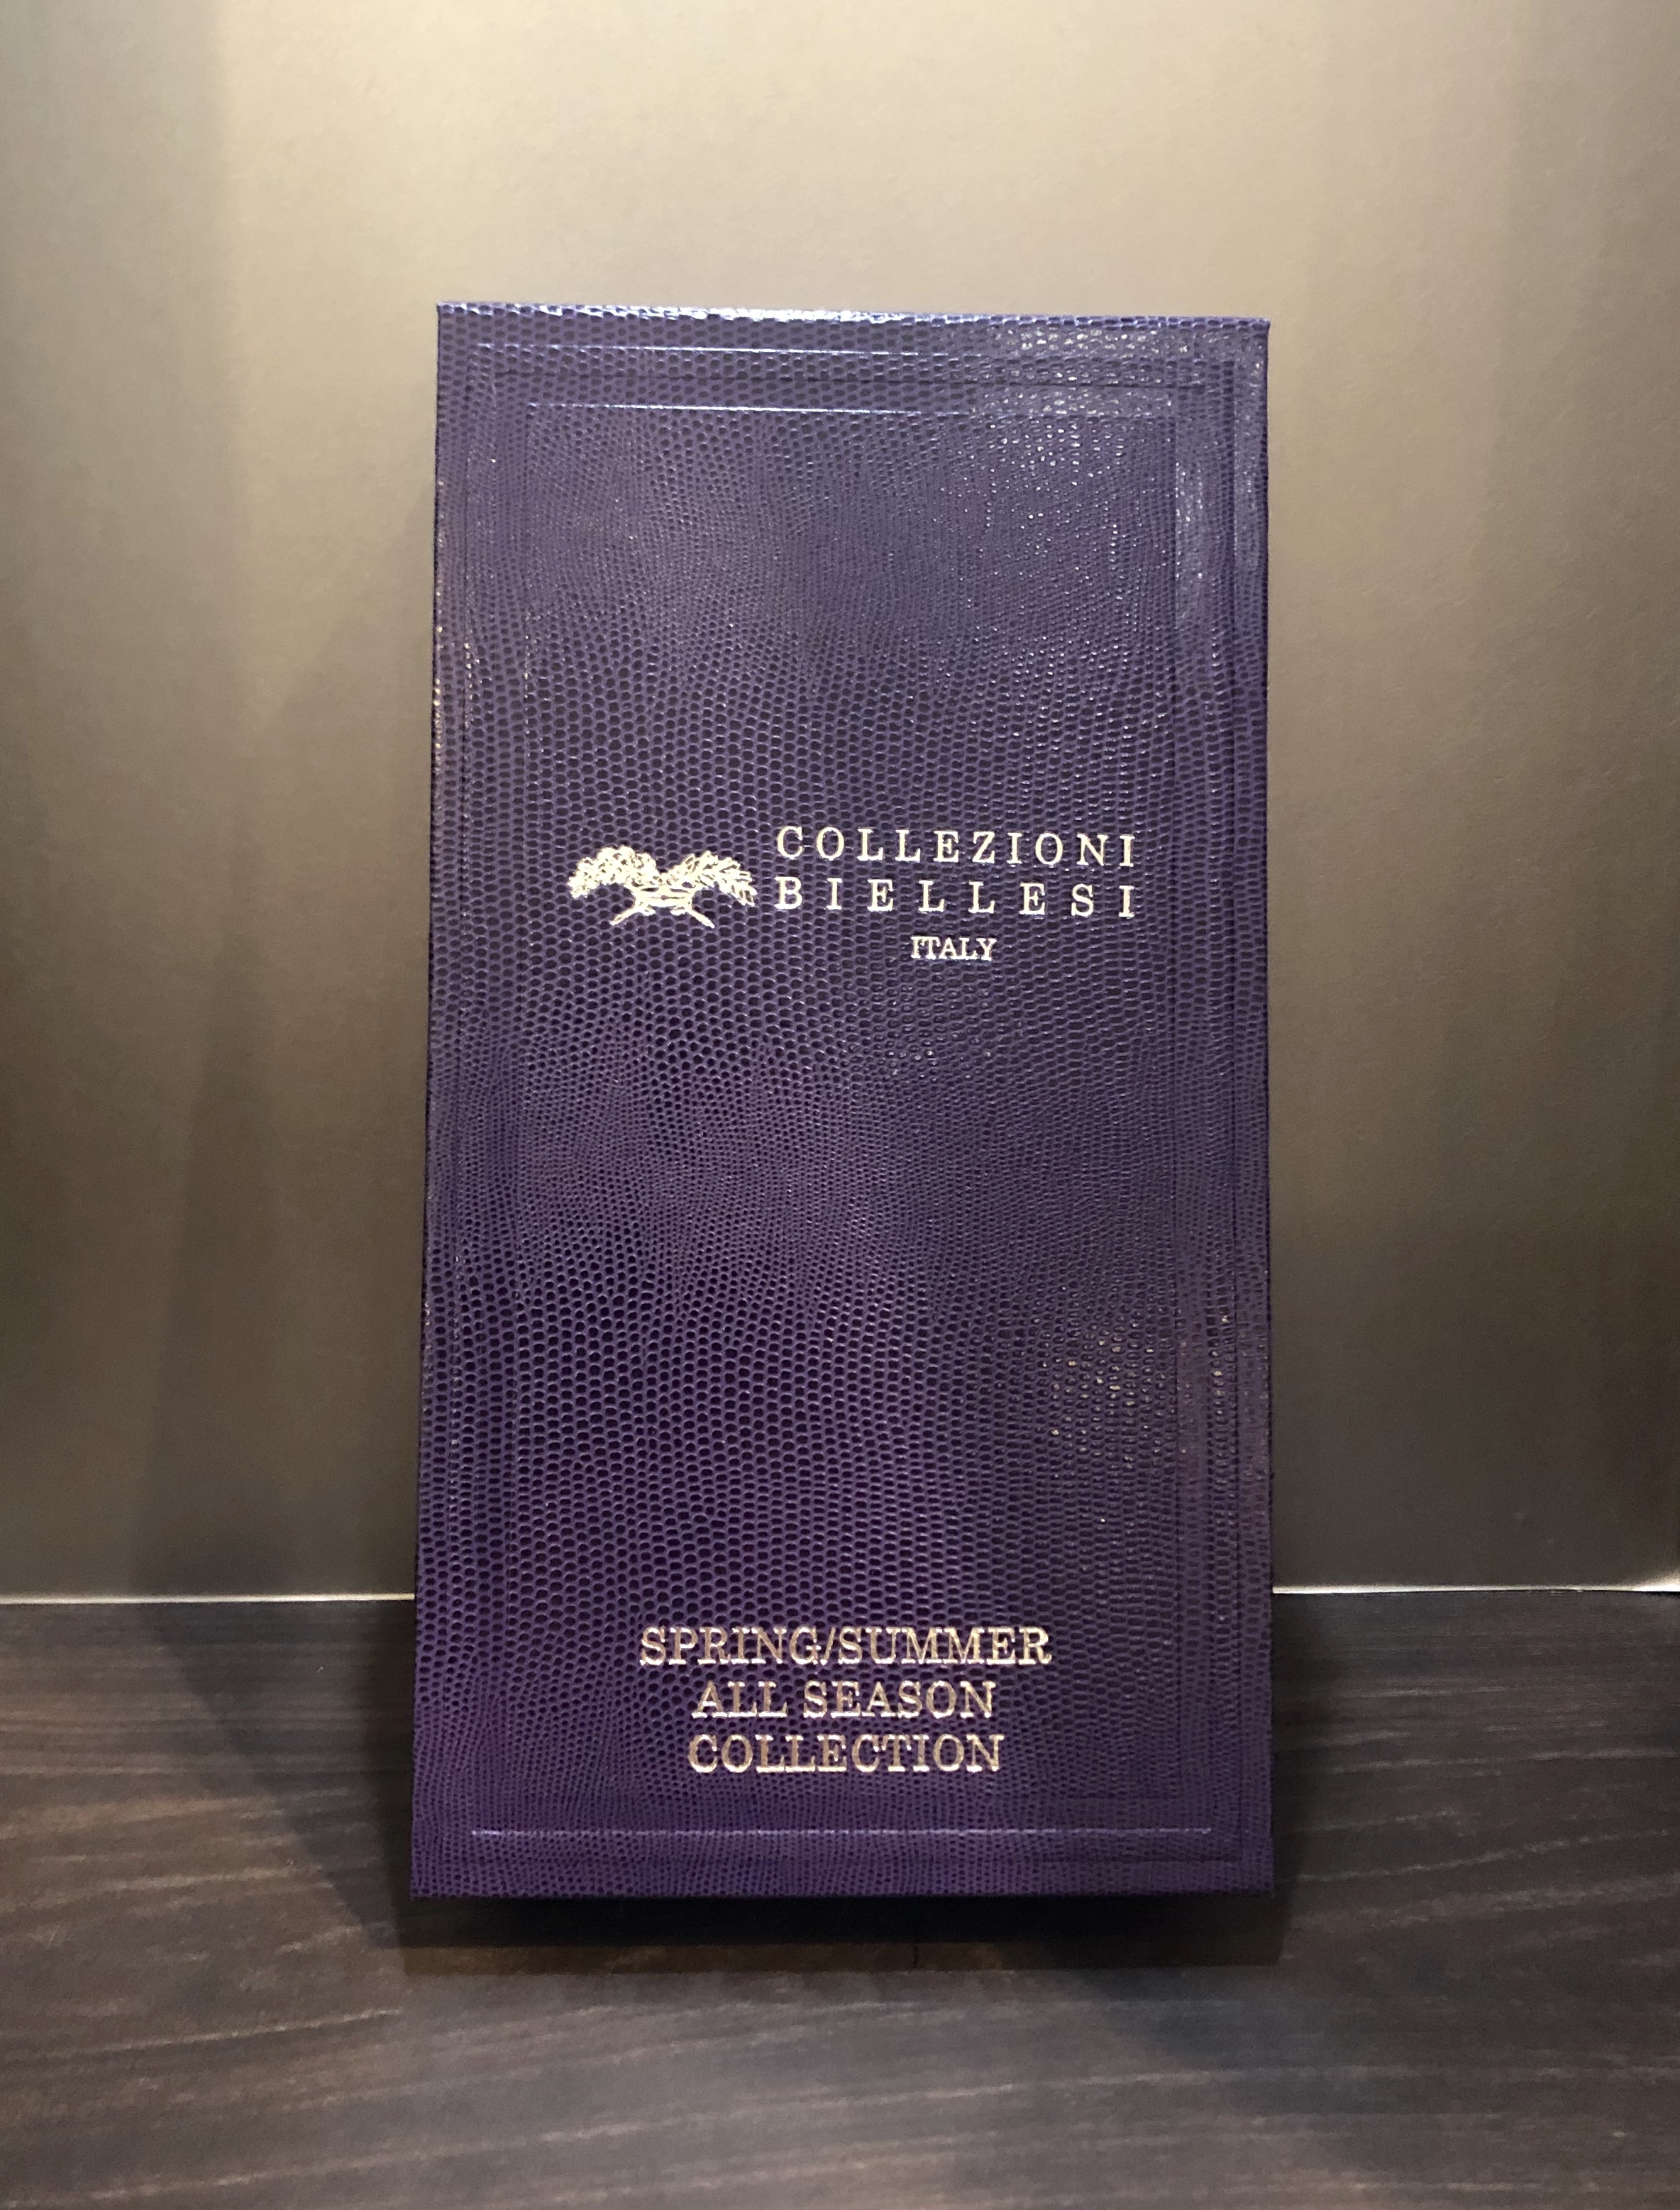 COLLEZIONI
BIELLESI
ITALY
SPRING/SUMMER
ALL SEASON
COLLECTION